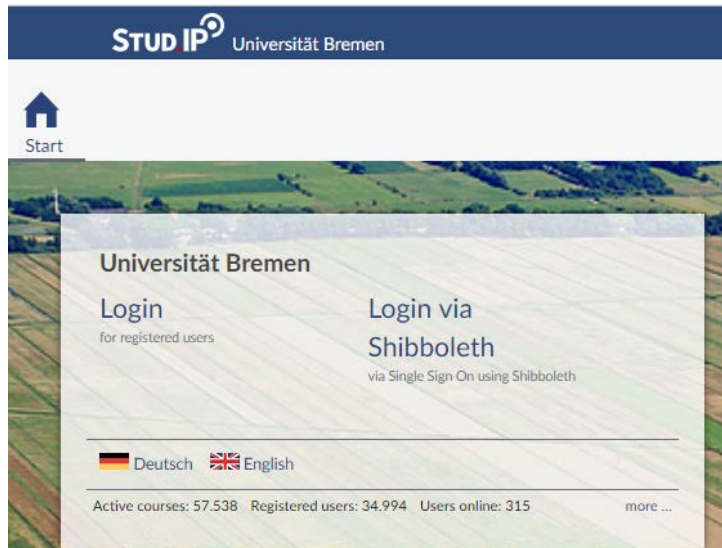 STUD.IP Universität Bremen
Start
Universität Bremen
Login
for registered users
Login via
Shibboleth
via Single Sign On using Shibboleth
Deutsch English
Active courses: 57.538 Registered users: 34.994 Users online: 315 more ...